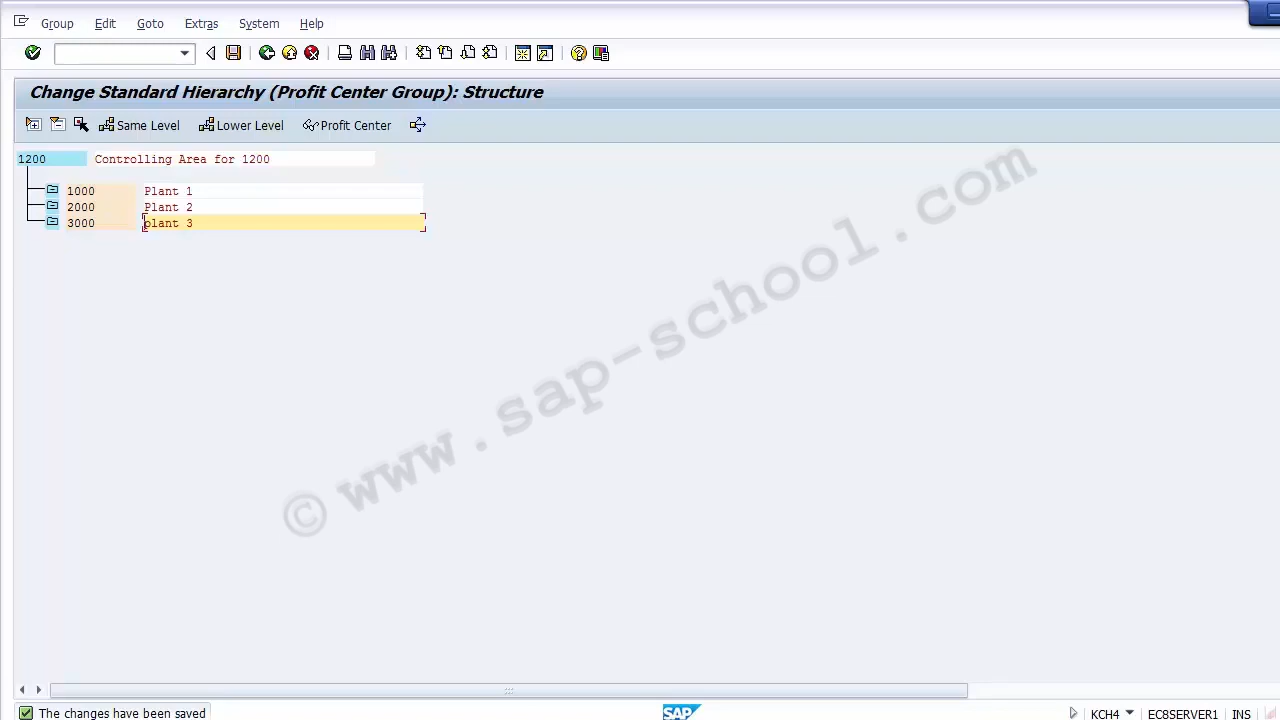 Group Edit Goto Extras System Help
Change Standard Hierarchy (Profit Center Group): Structure
Same Level Lower Level Profit Center
1200 Controlling Area for 1200
1000 Plant 1
2000 Plant 2
3000 plant 3
© www.sap-school.com
The changes have been saved SAP KCH4 EC8SERVER1 INS